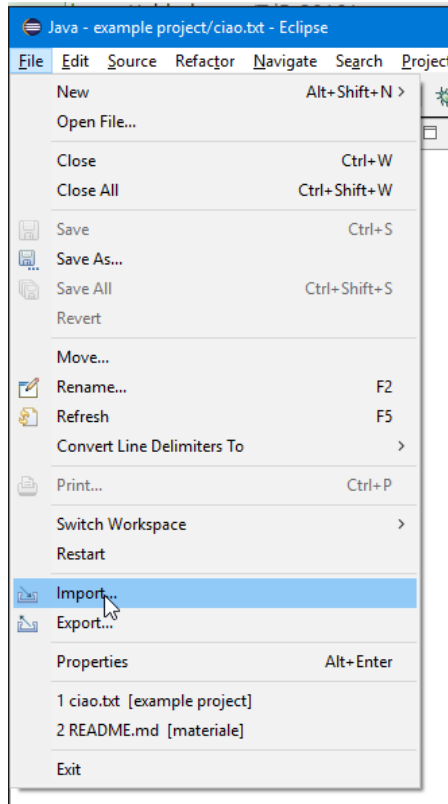 Java - example project/ciao.txt - Eclipse
File Edit Source Refactor Navigate Search Project
New Alt+Shift+N >
Open File...
Close Ctrl+W
Close All Ctrl+Shift+W
Save Ctrl+S
Save As...
Save All Ctrl+Shift+S
Revert
Move...
Rename... F2
Refresh F5
Convert Line Delimiters To >
Print... Ctrl+P
Switch Workspace >
Restart
Import...
Export...
Properties Alt+Enter
1 ciao.txt [example project]
2 README.md [materiale]
Exit